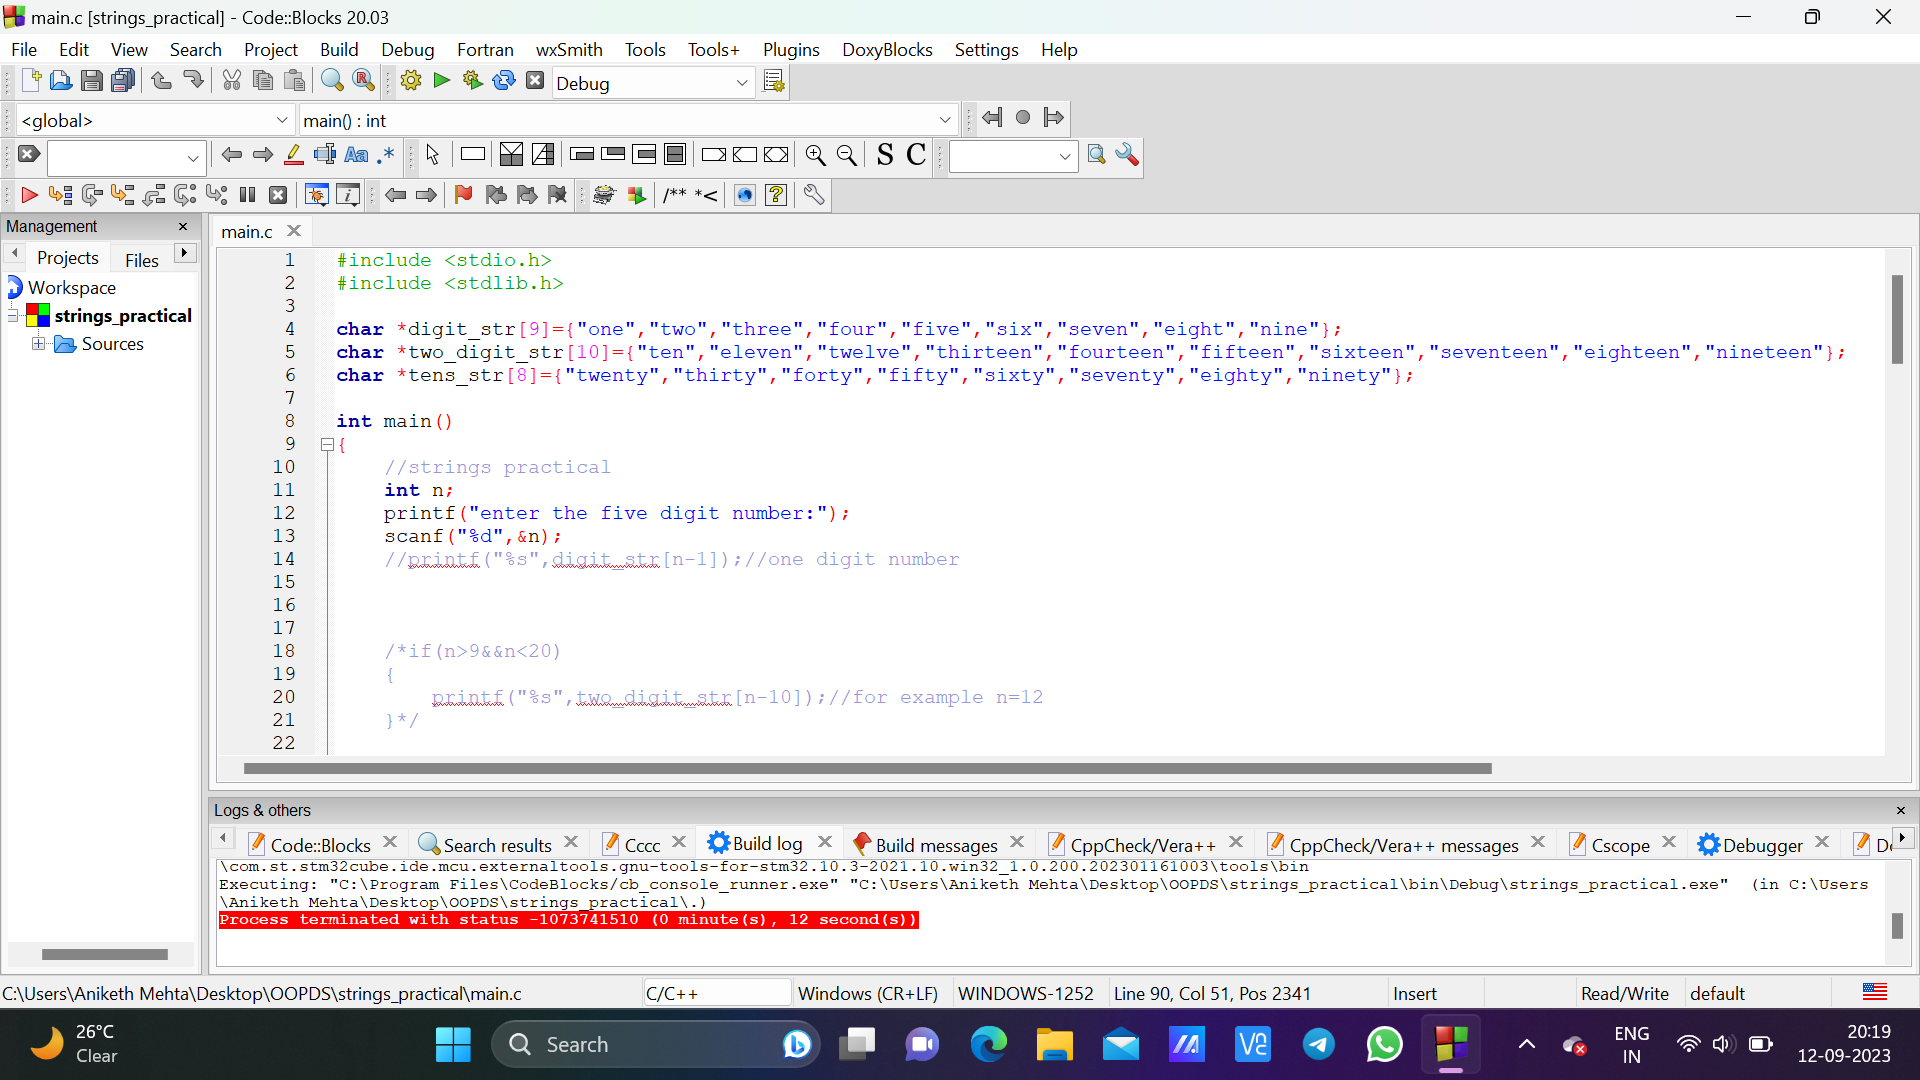 main.c [strings_practical] - Code::Blocks 20.03
File Edit View Search Project Build Debug Fortran wxSmith Tools Tools+ Plugins DoxyBlocks Settings Help
Debug
<global> main() : int
Aa .* S C
/** *<
Management
Projects Files
Workspace
strings_practical
Sources
main.c
1 #include <stdio.h>
2 #include <stdlib.h>
3
4 char *digit_str[9]={"one","two","three","four","five","six","seven","eight","nine"};
5 char *two_digit_str[10]={"ten","eleven","twelve","thirteen","fourteen","fifteen","sixteen","seventeen","eighteen","nineteen"};
6 char *tens_str[8]={"twenty","thirty","forty","fifty","sixty","seventy","eighty","ninety"};
7
8 int main()
9 {
10 //strings practical
11 int n;
12 printf("enter the five digit number:");
13 scanf("%d",&n);
14 //printf("%s",digit_str[n-1]);//one digit number
15
16
17
18 /*if(n>9&&n<20)
19 {
20 printf("%s",two_digit_str[n-10]);//for example n=12
21 }*/
22
Logs & others
Code::Blocks Search results Cccc Build log Build messages CppCheck/Vera++ CppCheck/Vera++ messages Cscope Debugger
\com.st.stm32cube.ide.mcu.externaltools.gnu-tools-for-stm32.10.3-2021.10.win32_1.0.200.202301161003\tools\bin
Executing: "C:\Program Files\CodeBlocks/cb_console_runner.exe" "C:\Users\Aniketh Mehta\Desktop\OOPDS\strings_practical\bin\Debug\strings_practical.exe" (in C:\Users
\Aniketh Mehta\Desktop\OOPDS\strings_practical\.)
Process terminated with status -1073741510 (0 minute(s), 12 second(s))
C:\Users\Aniketh Mehta\Desktop\OOPDS\strings_practical\main.c C/C++ Windows (CR+LF) WINDOWS-1252 Line 90, Col 51, Pos 2341 Insert Read/Write default
26°C
Clear
Search
ENG
IN
20:19
12-09-2023